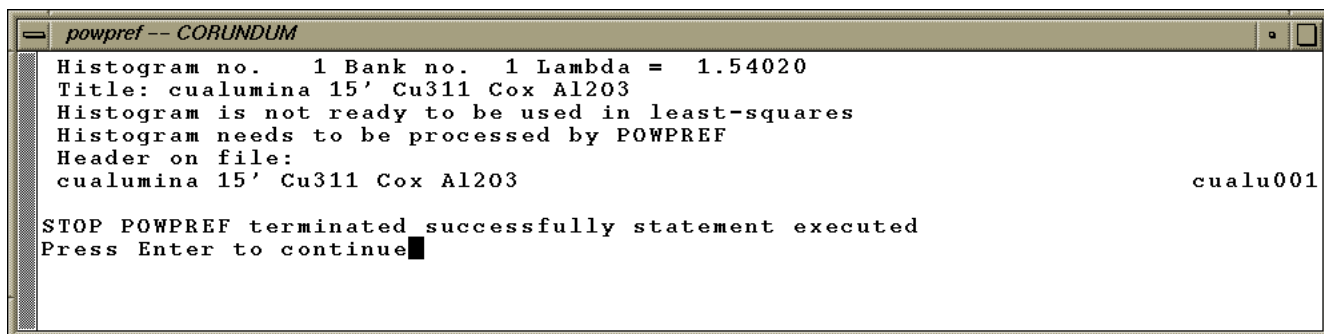 powpref -- CORUNDUM
Histogram no.   1 Bank no.  1 Lambda =  1.54020
Title: cualumina 15' Cu311 Cox Al2O3
Histogram is not ready to be used in least-squares
Histogram needs to be processed by POWPREF
Header on file:
cualumina 15' Cu311 Cox Al2O3 cualu001
STOP POWPREF terminated successfully statement executed
Press Enter to continue